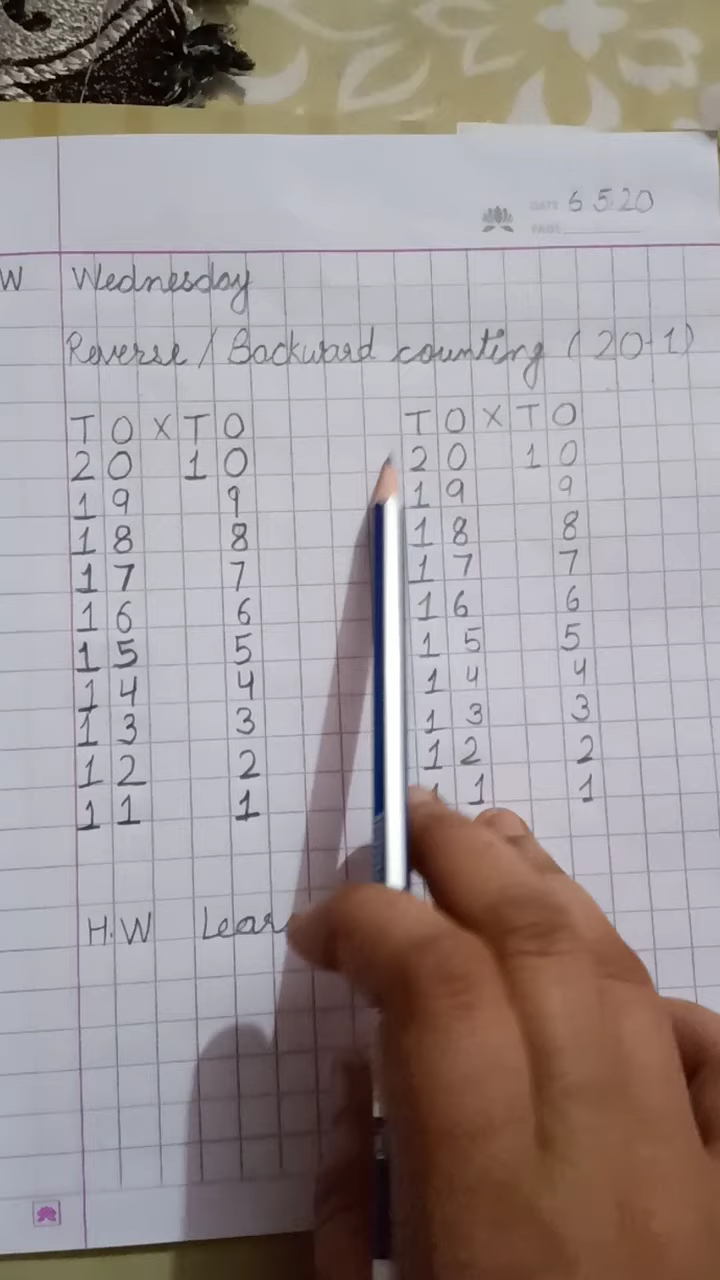 DATE 6 5 20
PAGE
W Wednesday
Reverse / Backward counting (20-1)
T O X T O T O X T O
2 0 1 0 2 0 1 0
1 9 9 1 9 9
1 8 8 1 8 8
1 7 7 1 7 7
1 6 6 1 6 6
1 5 5 1 5 5
1 4 4 1 4 4
1 3 3 1 3 3
1 2 2 1 2 2
1 1 1 1 1 1
H.W